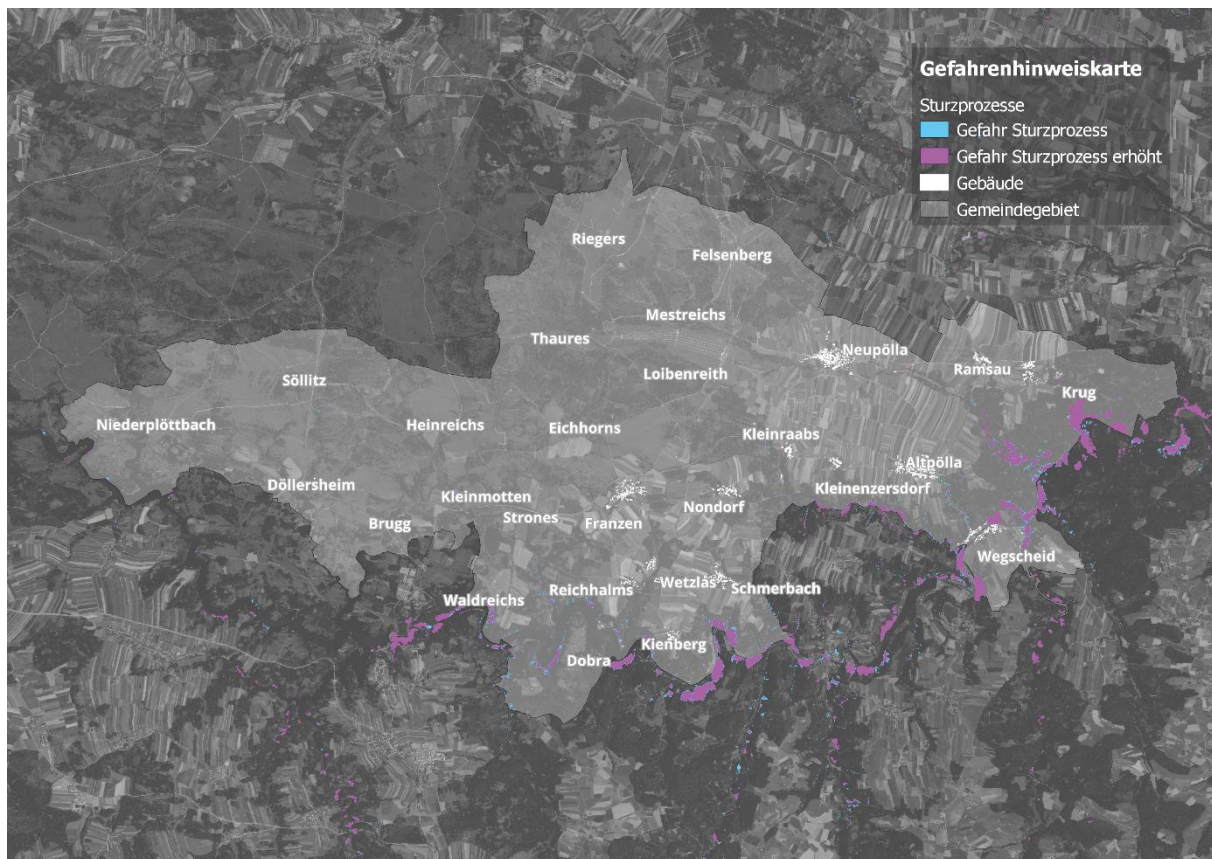 Gefahrenhinweiskarte
Sturzprozesse
Gefahr Sturzprozess
Gefahr Sturzprozess erhöht
Gebäude
Gemeindegebiet
Riegers
Felsenberg
Mestreichs
Thaures
Neupölla
Ramsau
Söllitz
Loibenreith
Krug
Niederplöttbach
Heinreichs
Eichhorns
Kleinraabs
Altpölla
Döllersheim
Kleinenzersdorf
Kleinmotten
Strones
Brugg
Franzen
Nondorf
Wegscheid
Reichhalms
Wetzlas
Schmerbach
Waldreichs
Kienberg
Dobra